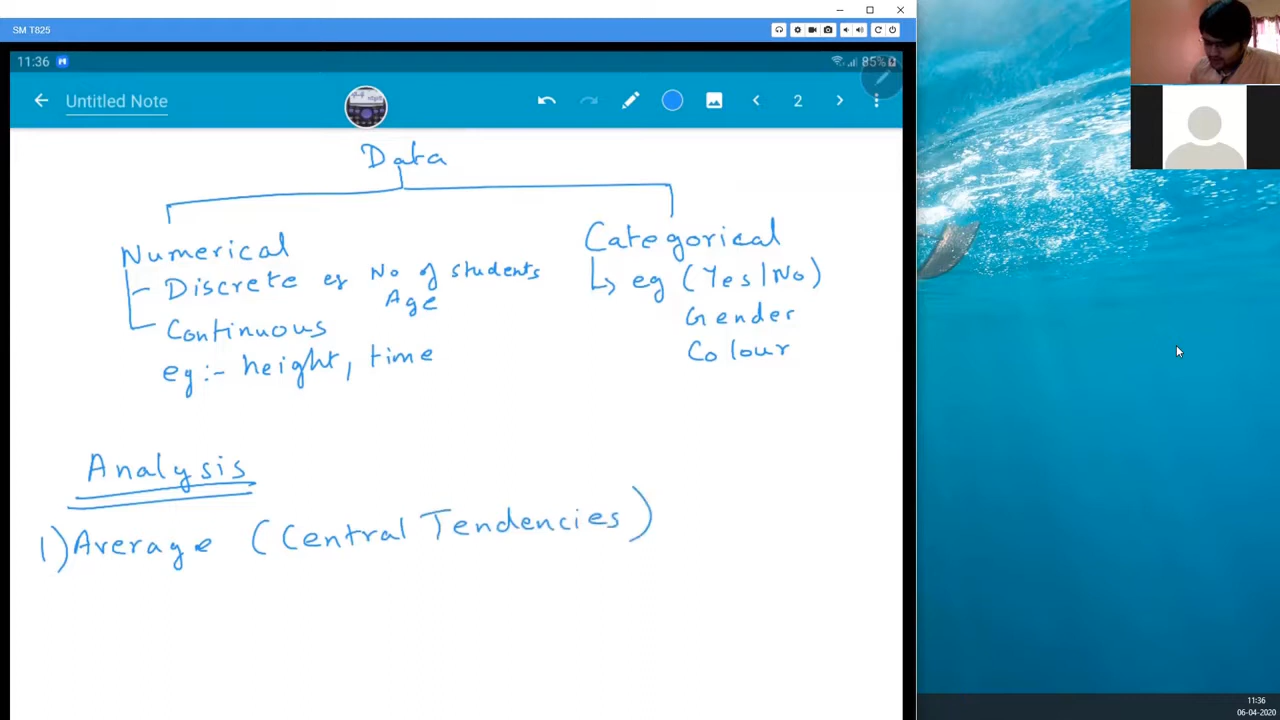 SM T825
11:36
85%
Untitled Note
2
Data
Numerical
Discrete eg No of students
Age
Continuous
eg:- height, time
Categorical
eg (Yes/No)
Gender
Colour
Analysis
1) Average (Central Tendencies)
11:36
06-04-2020